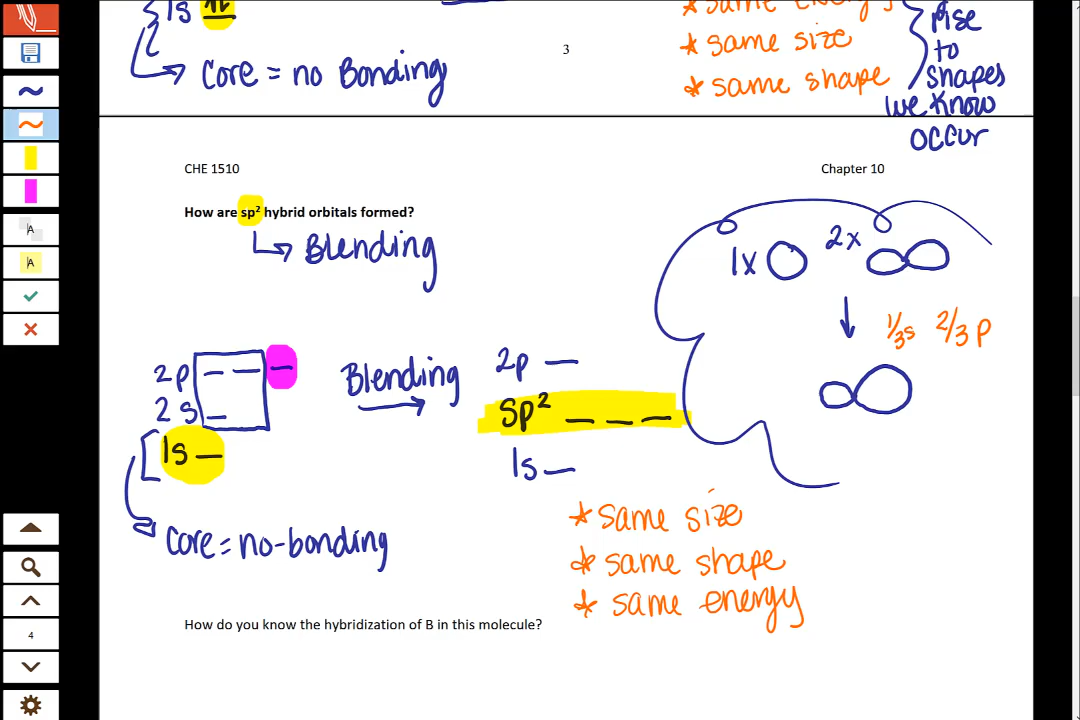 1s
* same energy
rise
3
* same size
to
Core = no Bonding
* same shape
shapes
we know
occur
CHE 1510
Chapter 10
How are sp² hybrid orbitals formed?
Blending
1x
2x
1/3s 2/3 p
2p
2s
1s
Blending
2p
sp²
1s
Core = no-bonding
* same size
* same shape
* same energy
How do you know the hybridization of B in this molecule?
A
A
4